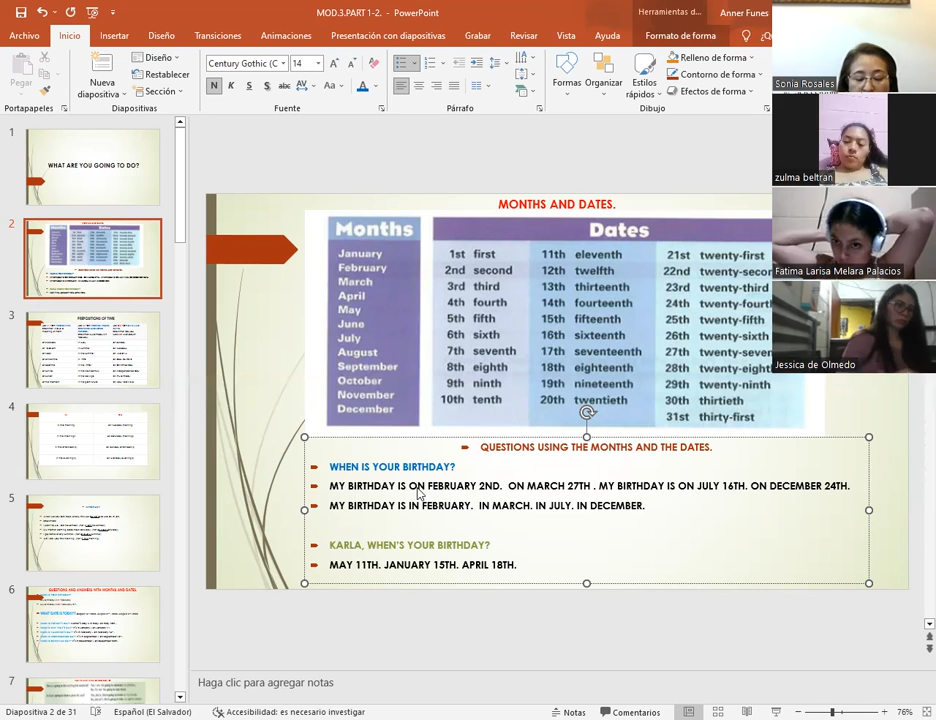 MOD.3.PART 1-2. - PowerPoint
Herramientas d...
Anner Funes
Archivo Inicio Insertar Diseño Transiciones Animaciones Presentación con diapositivas Grabar Revisar Vista Ayuda Formato de forma
Pegar
Nueva diapositiva
Diseño
Restablecer
Sección
Century Gothic (C
14
N K S S abc AV Aa A
Formas Organizar Estilos rápidos
Relleno de forma
Contorno de forma
Efectos de forma
Portapapeles Diapositivas Fuente Párrafo Dibujo
Sonia Rosales
zulma beltran
Fatima Larisa Melara Palacios
Jessica de Olmedo
1
WHAT ARE YOU GOING TO DO?
2
3
PREPOSITIONS OF TIME
4
5
6
QUESTIONS AND ANSWERS WITH MONTHS AND DATES.
7
MONTHS AND DATES.
Months Dates
January 1st first 11th eleventh 21st twenty-first
February 2nd second 12th twelfth 22nd twenty-secon
March 3rd third 13th thirteenth 23rd twenty-third
April 4th fourth 14th fourteenth 24th twenty-fourt
May 5th fifth 15th fifteenth 25th twenty-fifth
June 6th sixth 16th sixteenth 26th twenty-sixth
July 7th seventh 17th seventeenth 27th twenty-seven
August 8th eighth 18th eighteenth 28th twenty-eight
September 9th ninth 19th nineteenth 29th twenty-ninth
October 10th tenth 20th twentieth 30th thirtieth
November 31st thirty-first
December
QUESTIONS USING THE MONTHS AND THE DATES.
WHEN IS YOUR BIRTHDAY?
MY BIRTHDAY IS ON FEBRUARY 2ND. ON MARCH 27TH . MY BIRTHDAY IS ON JULY 16TH. ON DECEMBER 24TH.
MY BIRTHDAY IS IN FEBRUARY. IN MARCH. IN JULY. IN DECEMBER.
KARLA, WHEN'S YOUR BIRTHDAY?
MAY 11TH. JANUARY 15TH. APRIL 18TH.
Haga clic para agregar notas
Diapositiva 2 de 31 Español (El Salvador) Accesibilidad: es necesario investigar Notas Comentarios 76%